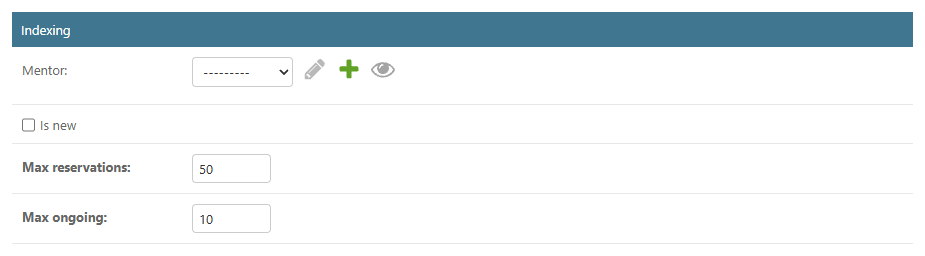 Indexing
Mentor: ---------
Is new
Max reservations: 50
Max ongoing: 10